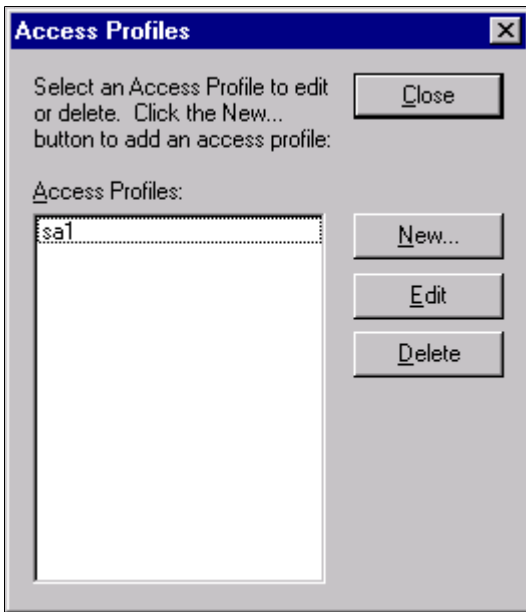 Access Profiles
Select an Access Profile to edit
or delete. Click the New...
button to add an access profile:
Close
Access Profiles:
sa1
New...
Edit
Delete